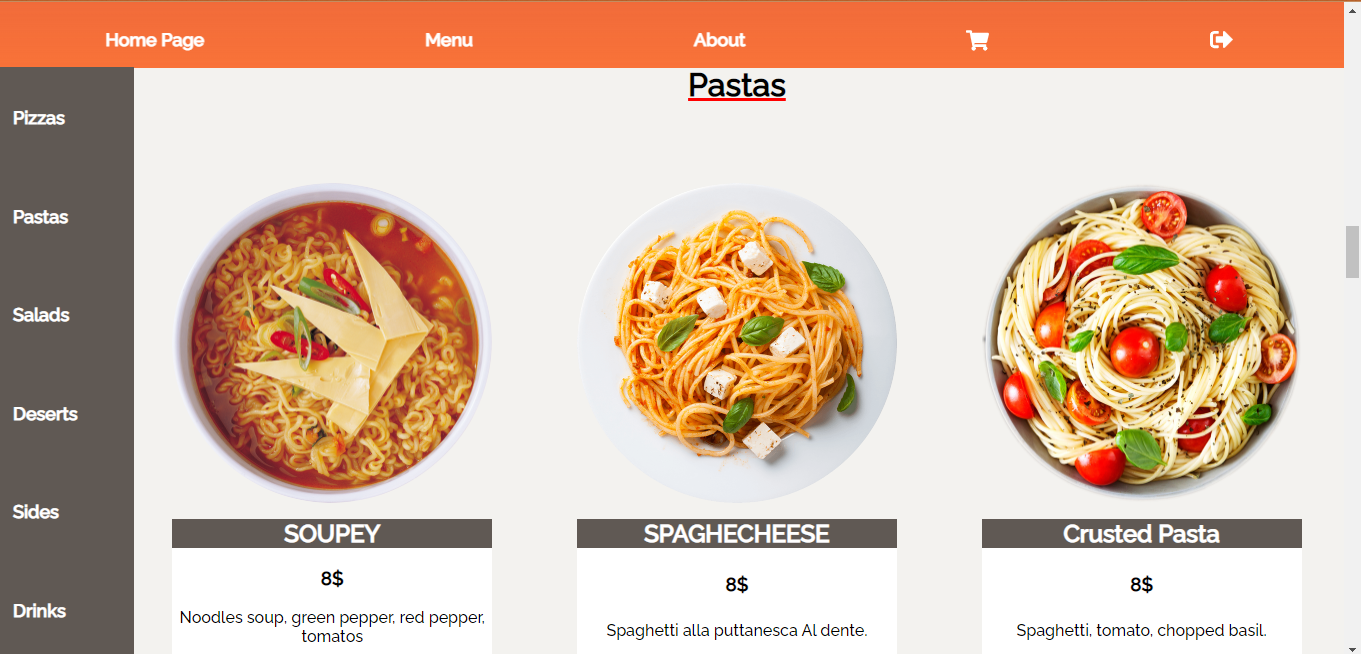 Home Page Menu About
Pastas
Pizzas
Pastas
Salads
Deserts
Sides
Drinks
SOUPEY
8$
Noodles soup, green pepper, red pepper,
tomatos
SPAGHECHEESE
8$
Spaghetti alla puttanesca Al dente.
Crusted Pasta
8$
Spaghetti, tomato, chopped basil.